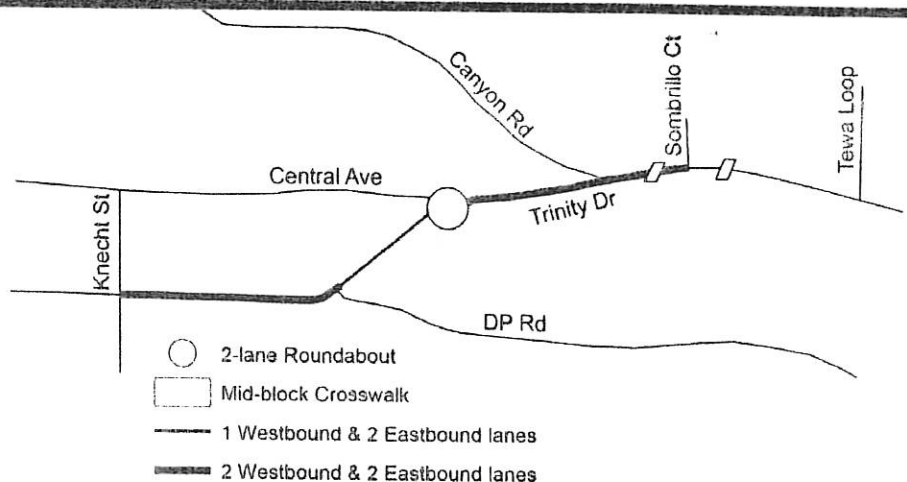 Canyon Rd
Sombrillo Ct
Tewa Loop
Central Ave
Trinity Dr
Knecht St
DP Rd
2-lane Roundabout
Mid-block Crosswalk
1 Westbound & 2 Eastbound lanes
2 Westbound & 2 Eastbound lanes